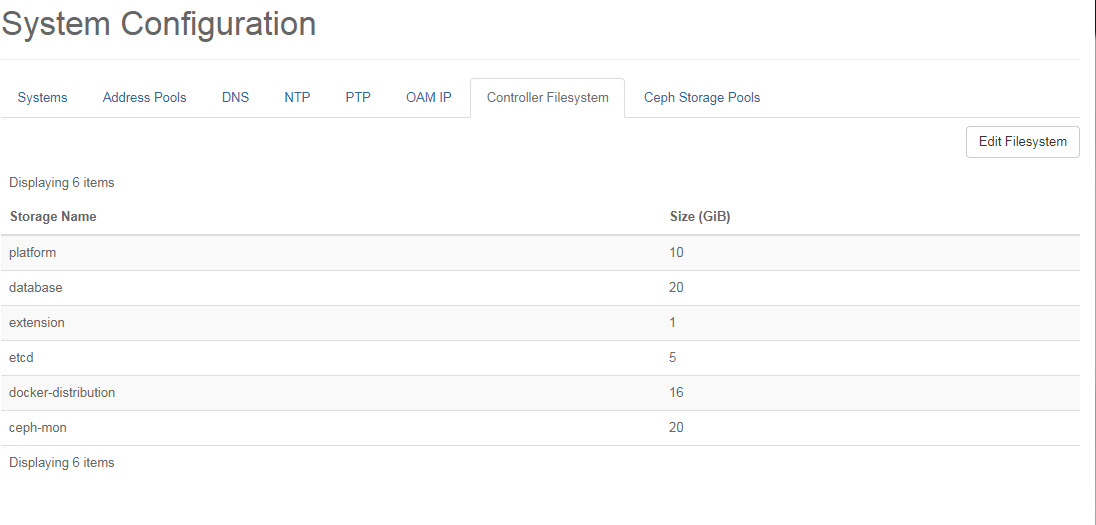 System Configuration
Systems Address Pools DNS NTP PTP OAM IP Controller Filesystem Ceph Storage Pools
Edit Filesystem
Displaying 6 items
Storage Name Size (GiB)
platform 10
database 20
extension 1
etcd 5
docker-distribution 16
ceph-mon 20
Displaying 6 items